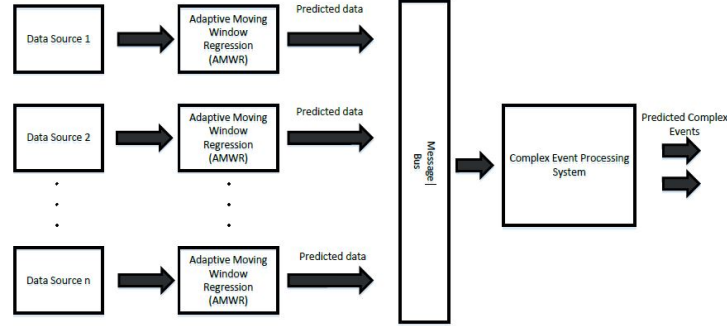 Data Source 1
Adaptive Moving
Window
Regression
(AMWR)
Predicted data
Data Source 2
Adaptive Moving
Window
Regression
(AMWR)
Predicted data
Data Source n
Adaptive Moving
Window
Regression
(AMWR)
Predicted data
Message|
Bus
Complex Event Processing
System
Predicted Complex
Events